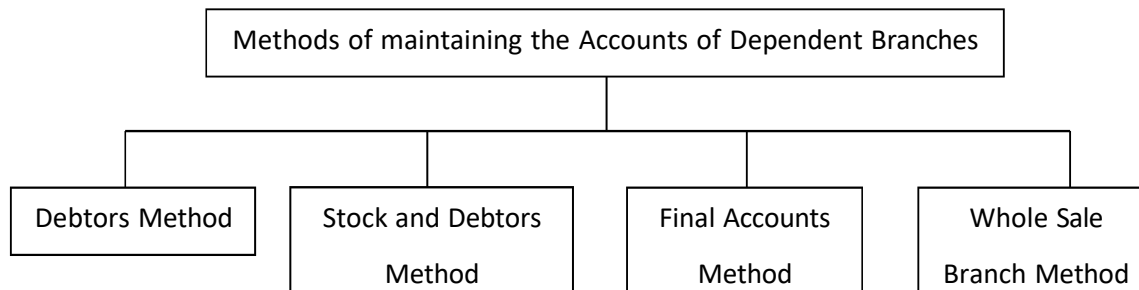 Methods of maintaining the Accounts of Dependent Branches
Debtors Method
Stock and Debtors
Method
Final Accounts
Method
Whole Sale
Branch Method